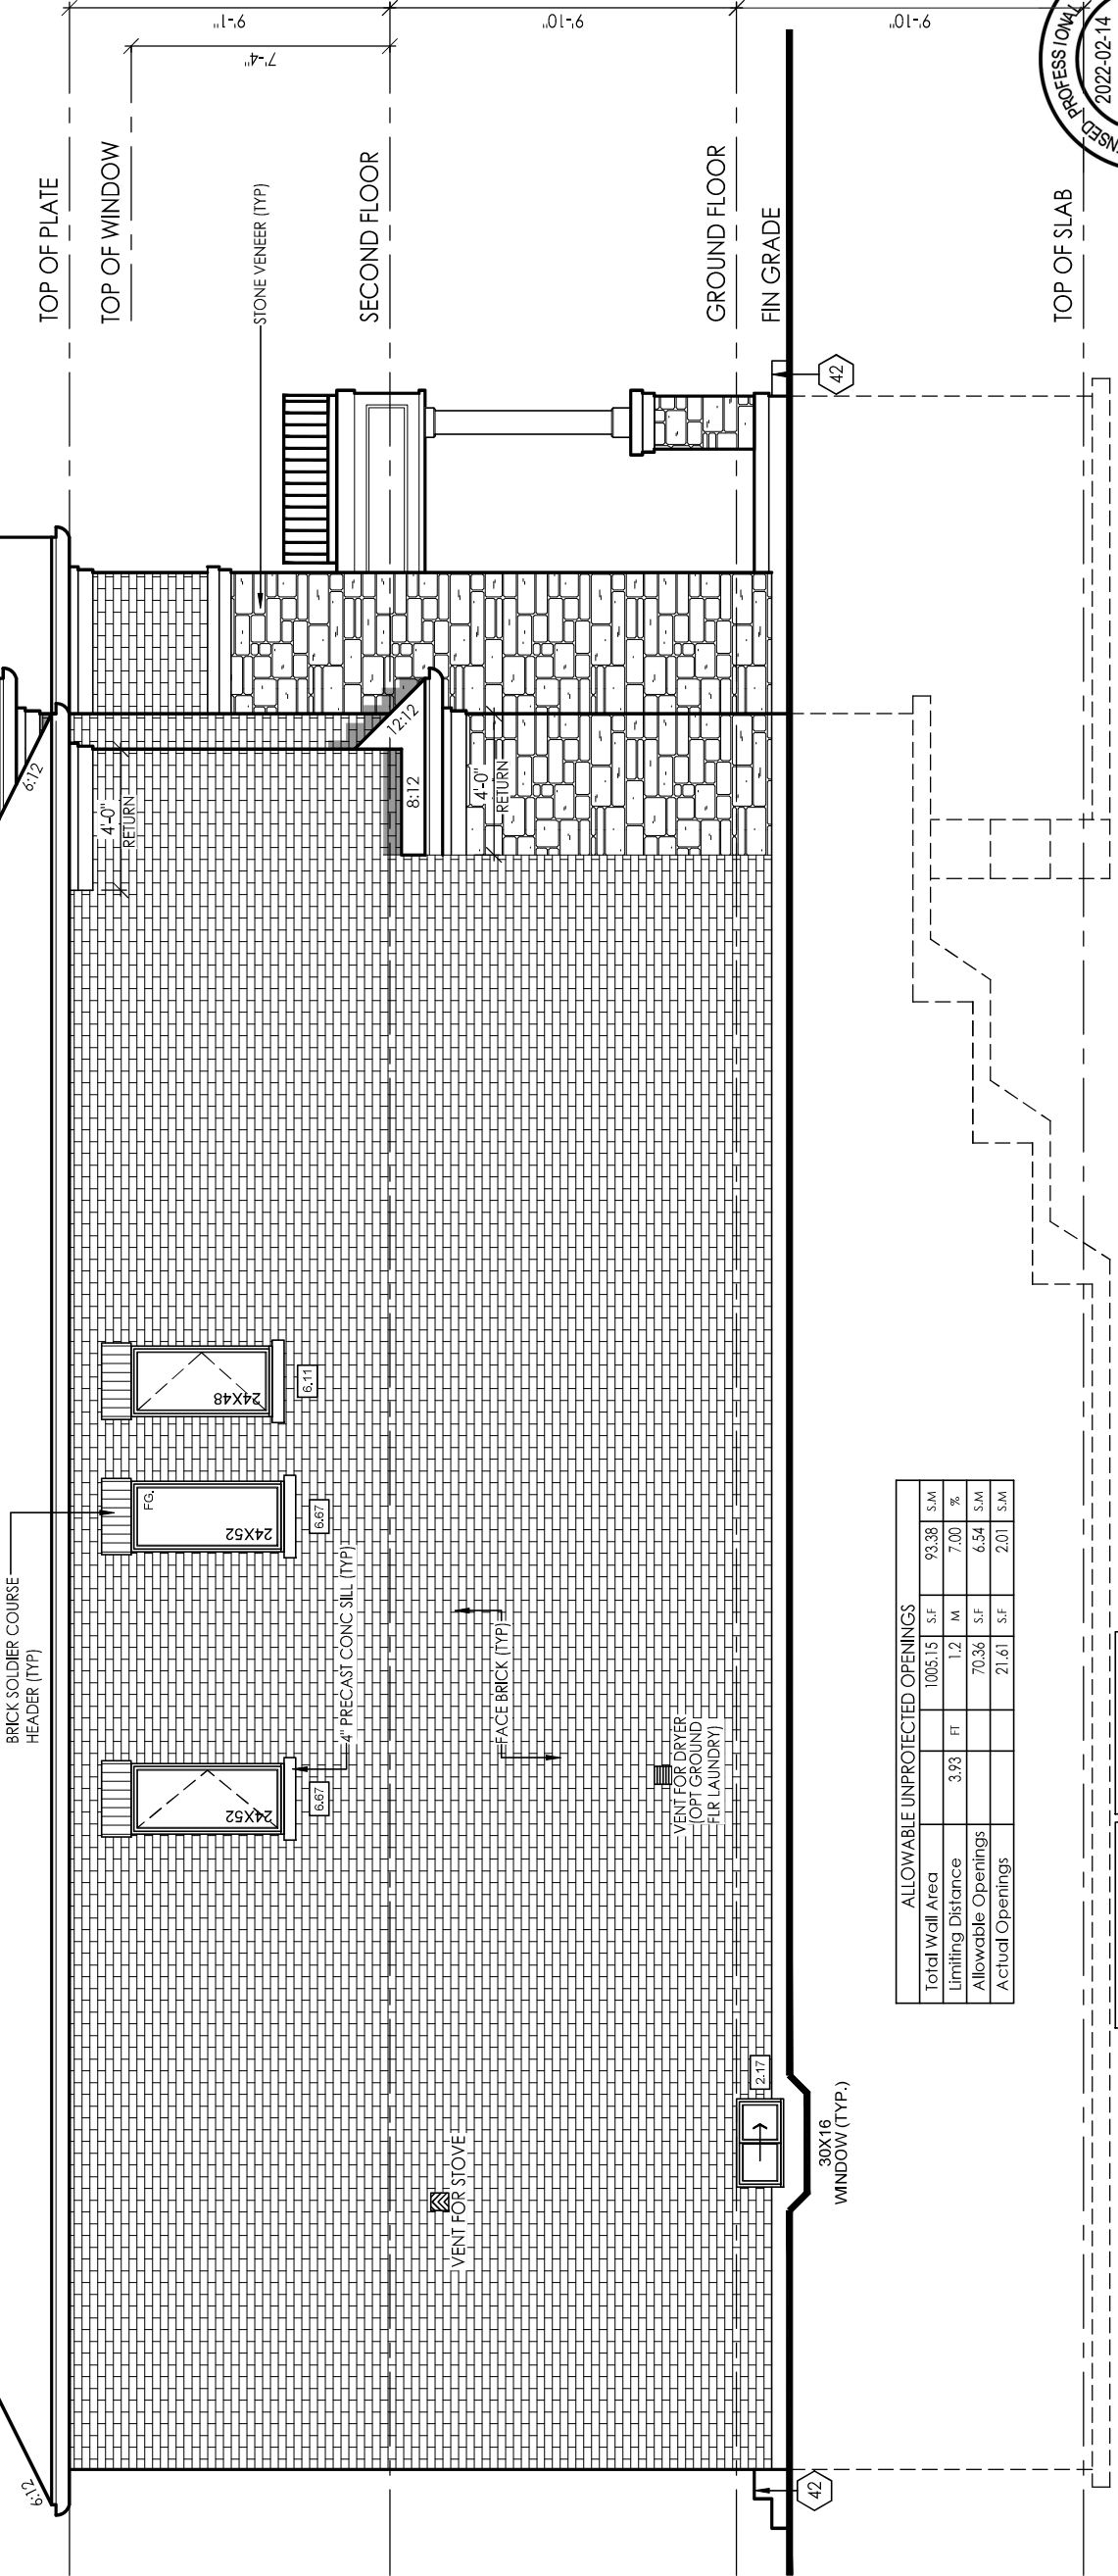 6:12
BRICK SOLDIER COURSE
HEADER (TYP)
6:12
TOP OF PLATE
9'-1"
TOP OF WINDOW
7'-4"
4'-0"
RETURN
STONE VENEER (TYP)
24X52
6.67
FG.
24X52
6.67
24X48
6.11
4" PRECAST CONC SILL (TYP)
SECOND FLOOR
12:12
8:12
4'-0"
RETURN
9'-10"
VENT FOR STOVE
FACE BRICK (TYP)
VENT FOR DRYER
(OPT GROUND
FLR LAUNDRY)
GROUND FLOOR
2.17
FIN GRADE
9'-10"
42
30X16
WINDOW (TYP.)
42
ALLOWABLE UNPROTECTED OPENINGS
Total Wall Area 1005.15 S.F 93.38 S.M
Limiting Distance 3.93 FT 1.2 M 7.00 %
Allowable Openings 70.36 S.F 6.54 S.M
Actual Openings 21.61 S.F 2.01 S.M
TOP OF SLAB
PROFESSIONAL
2022-02-14